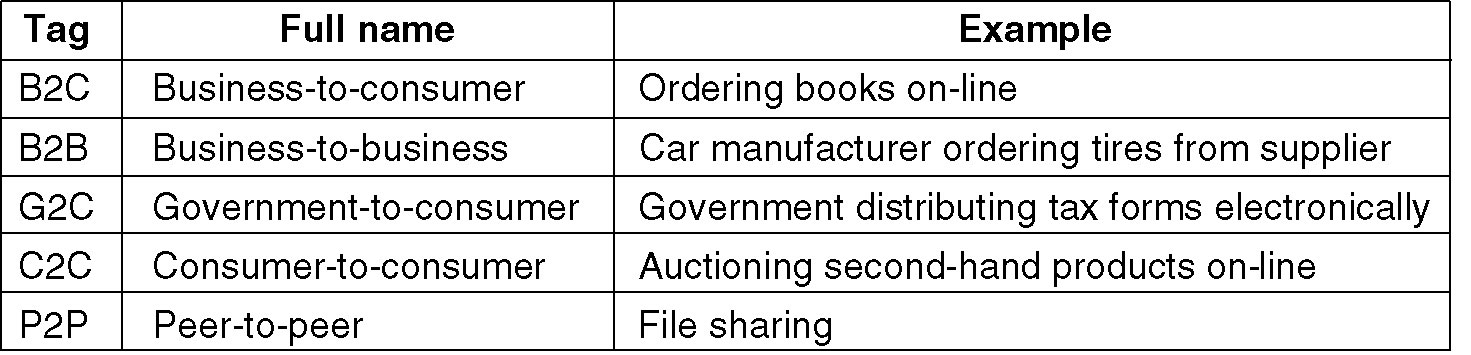 Tag Full name Example
B2C Business-to-consumer Ordering books on-line
B2B Business-to-business Car manufacturer ordering tires from supplier
G2C Government-to-consumer Government distributing tax forms electronically
C2C Consumer-to-consumer Auctioning second-hand products on-line
P2P Peer-to-peer File sharing